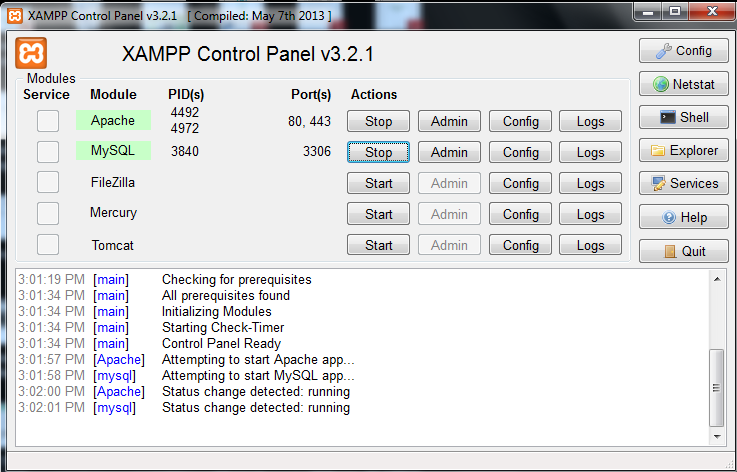 XAMPP Control Panel v3.2.1 [ Compiled: May 7th 2013 ]
XAMPP Control Panel v3.2.1
Config
Modules
Service Module PID(s) Port(s) Actions
Netstat
Apache 4492 4972 80, 443 Stop Admin Config Logs
Shell
MySQL 3840 3306 Stop Admin Config Logs
Explorer
FileZilla Start Admin Config Logs
Services
Mercury Start Admin Config Logs
Help
Tomcat Start Admin Config Logs
Quit
3:01:19 PM [main] Checking for prerequisites
3:01:34 PM [main] All prerequisites found
3:01:34 PM [main] Initializing Modules
3:01:34 PM [main] Starting Check-Timer
3:01:34 PM [main] Control Panel Ready
3:01:57 PM [Apache] Attempting to start Apache app...
3:01:58 PM [mysql] Attempting to start MySQL app...
3:02:00 PM [Apache] Status change detected: running
3:02:01 PM [mysql] Status change detected: running